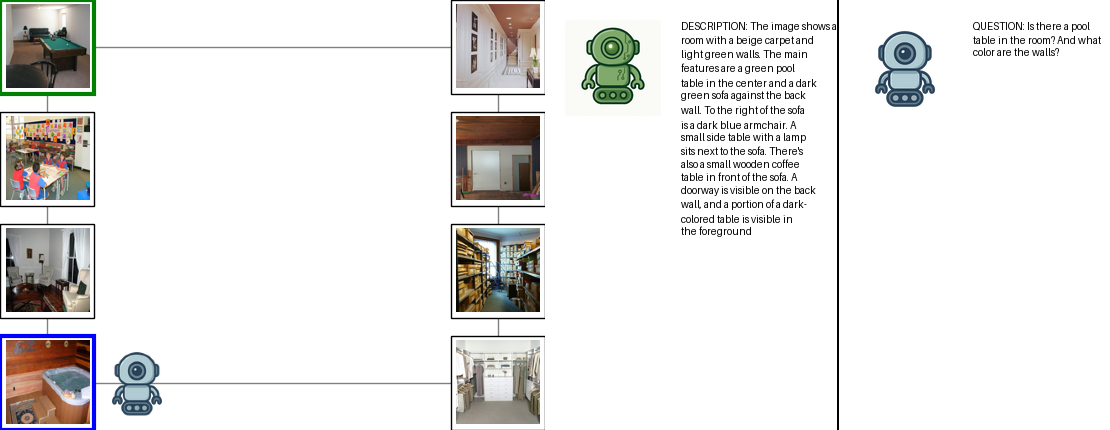 DESCRIPTION: The image shows a
room with a beige carpet and
light green walls. The main
features are a green pool
table in the center and a dark
green sofa against the back
wall. To the right of the sofa
is a dark blue armchair. A
small side table with a lamp
sits next to the sofa. There's
also a small wooden coffee
table in front of the sofa. A
doorway is visible on the back
wall, and a portion of a dark-
colored table is visible in
the foreground
QUESTION: Is there a pool
table in the room? And what
color are the walls?